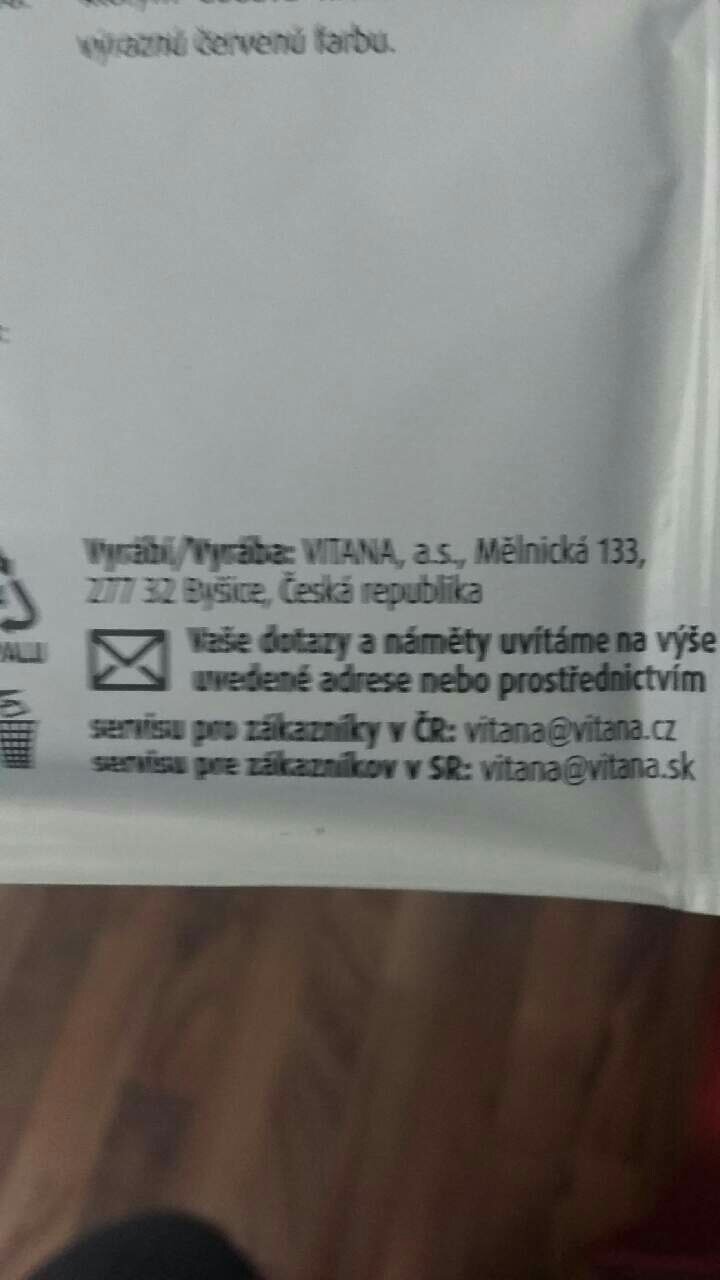 výraznú červenú farbu.
Vyrábí/Vyrába: VITANA, a.s., Mělnická 133,
277 32 Byšice, Česká republika
Vaše dotazy a náměty uvítáme na výše
uvedené adrese nebo prostřednictvím
servisu pro zákazníky v ČR: vitana@vitana.cz
servisu pre zákazníkov v SR: vitana@vitana.sk